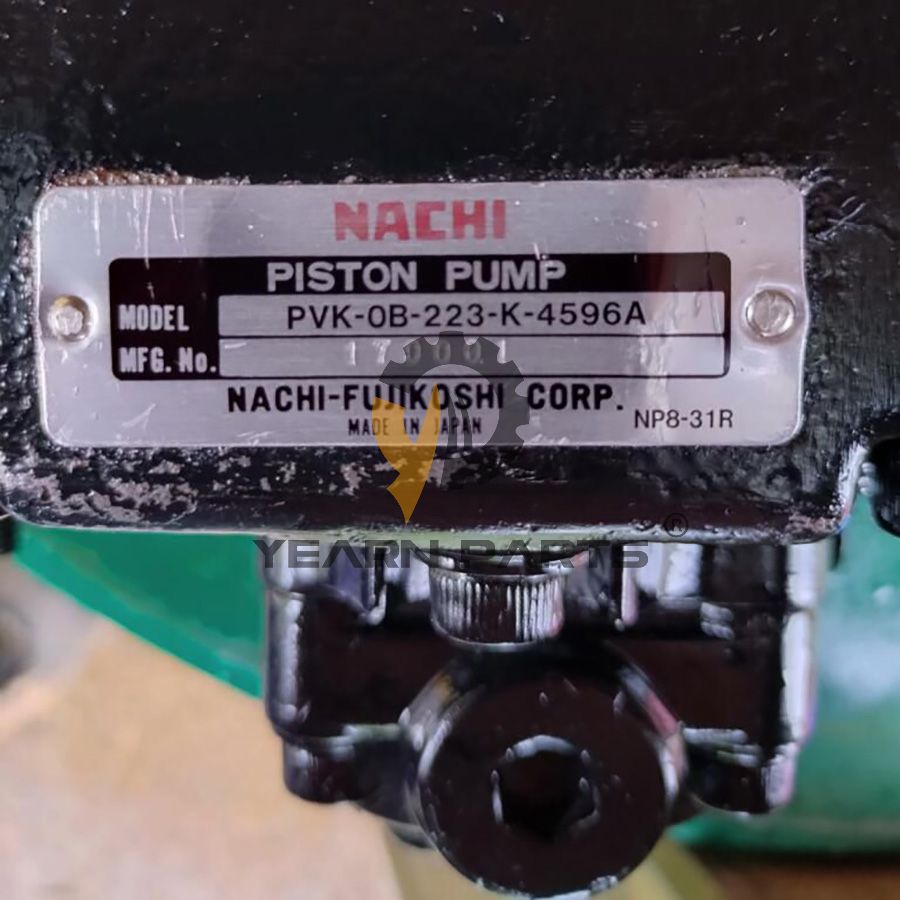 NACHI
PISTON PUMP
MODEL PVK-0B-223-K-4596A
MFG. No.
NACHI-FUJIKOSHI CORP.
MADE IN JAPAN
NP8-31R
YEARN PARTS®